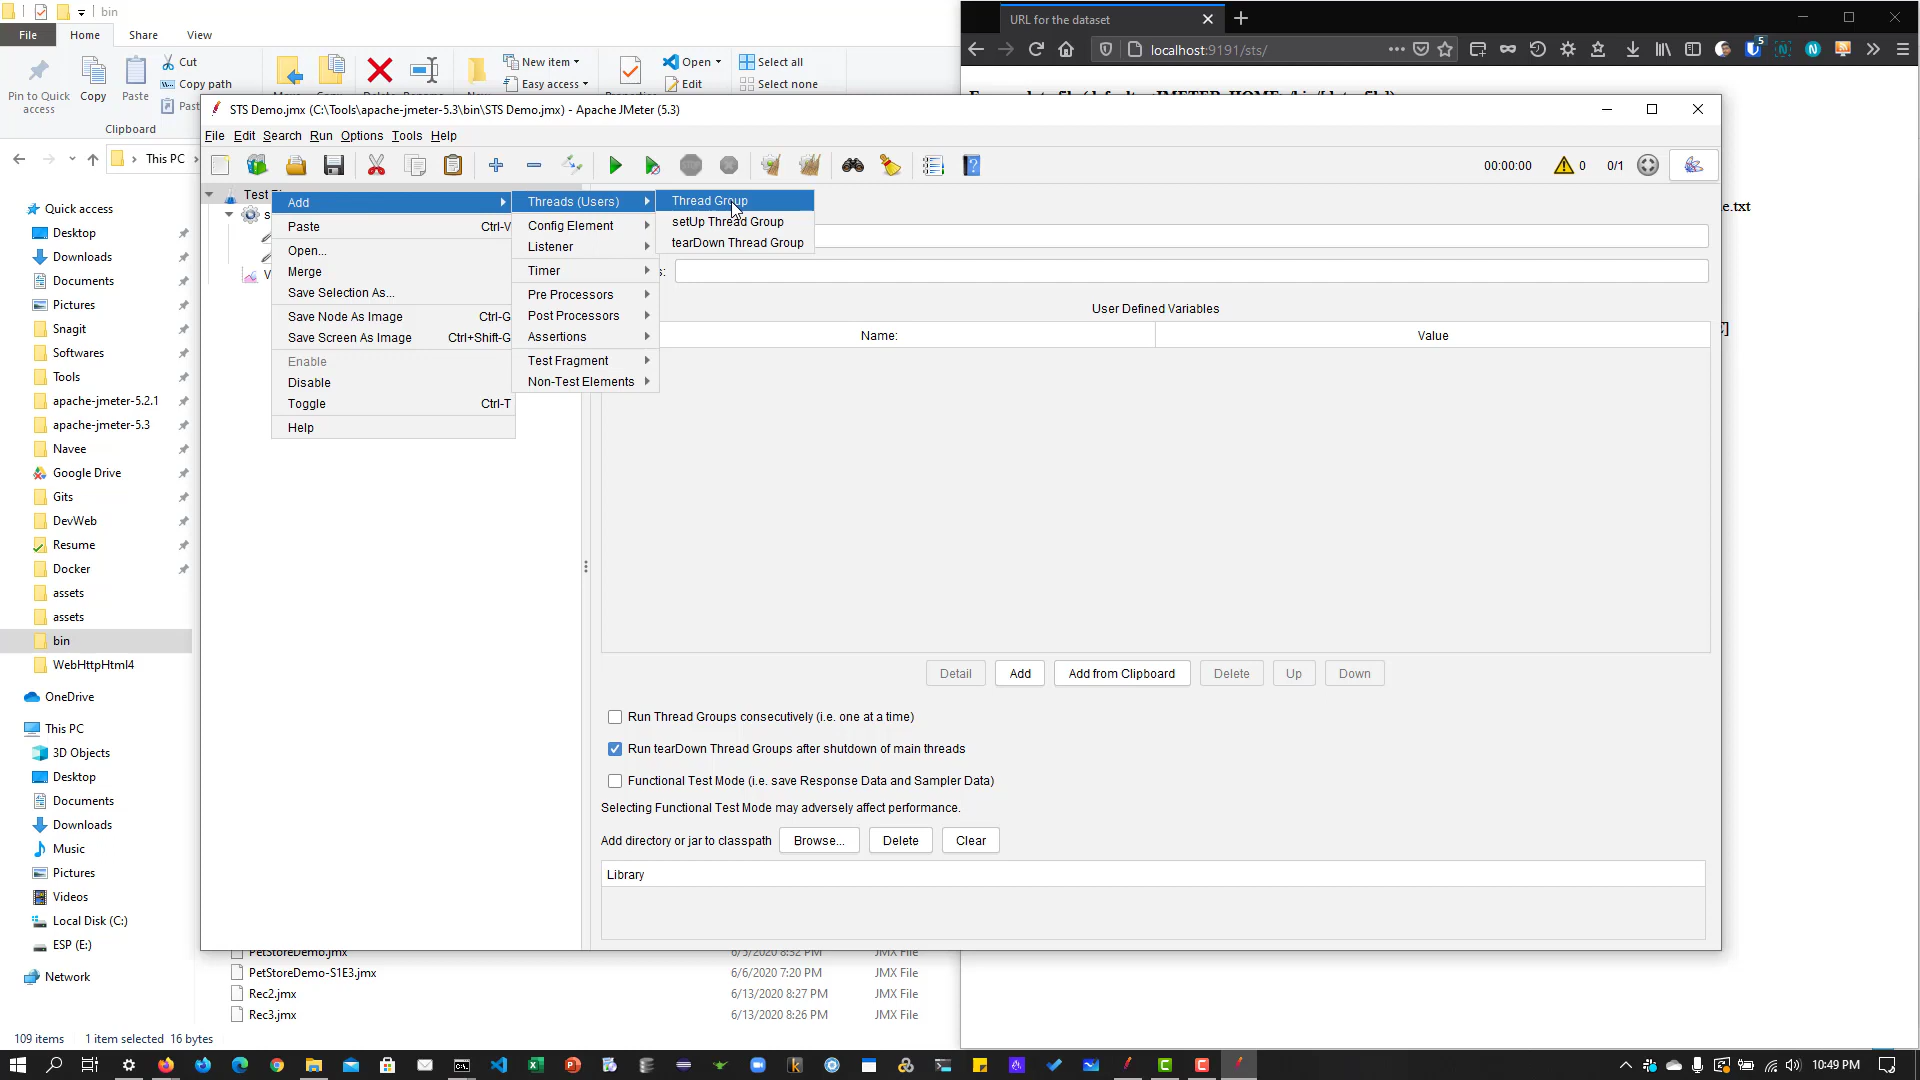 bin
File
Home
Share
View
Pin to Quick
access
Copy
Paste
Cut
Copy path
Clipboard
New item
Easy access
Open
Edit
Select all
Select none
This PC
Quick access
Desktop
Downloads
Documents
Pictures
Snagit
Softwares
Tools
apache-jmeter-5.2.1
apache-jmeter-5.3
Navee
Google Drive
Gits
DevWeb
Resume
Docker
assets
assets
bin
WebHttpHtml4
OneDrive
This PC
3D Objects
Desktop
Documents
Downloads
Music
Pictures
Videos
Local Disk (C:)
ESP (E:)
Network
109 items 1 item selected 16 bytes
URL for the dataset
localhost:9191/sts/
5
e.txt
STS Demo.jmx (C:\Tools\apache-jmeter-5.3\bin\STS Demo.jmx) - Apache JMeter (5.3)
File Edit Search Run Options Tools Help
00:00:00
0
0/1
Test
Add
Paste Ctrl-V
Open...
Merge
Save Selection As...
Save Node As Image Ctrl-G
Save Screen As Image Ctrl+Shift-G
Enable
Disable
Toggle Ctrl-T
Help
Threads (Users)
Config Element
Listener
Timer
Pre Processors
Post Processors
Assertions
Test Fragment
Non-Test Elements
Thread Group
setUp Thread Group
tearDown Thread Group
User Defined Variables
Name: Value
Detail
Add
Add from Clipboard
Delete
Up
Down
Run Thread Groups consecutively (i.e. one at a time)
Run tearDown Thread Groups after shutdown of main threads
Functional Test Mode (i.e. save Response Data and Sampler Data)
Selecting Functional Test Mode may adversely affect performance.
Add directory or jar to classpath
Browse...
Delete
Clear
Library
PetStoreDemo.jmx 6/5/2020 8:32 PM JMX File
PetStoreDemo-S1E3.jmx 6/6/2020 7:20 PM JMX File
Rec2.jmx 6/13/2020 8:27 PM JMX File
Rec3.jmx 6/13/2020 8:26 PM JMX File
10:49 PM